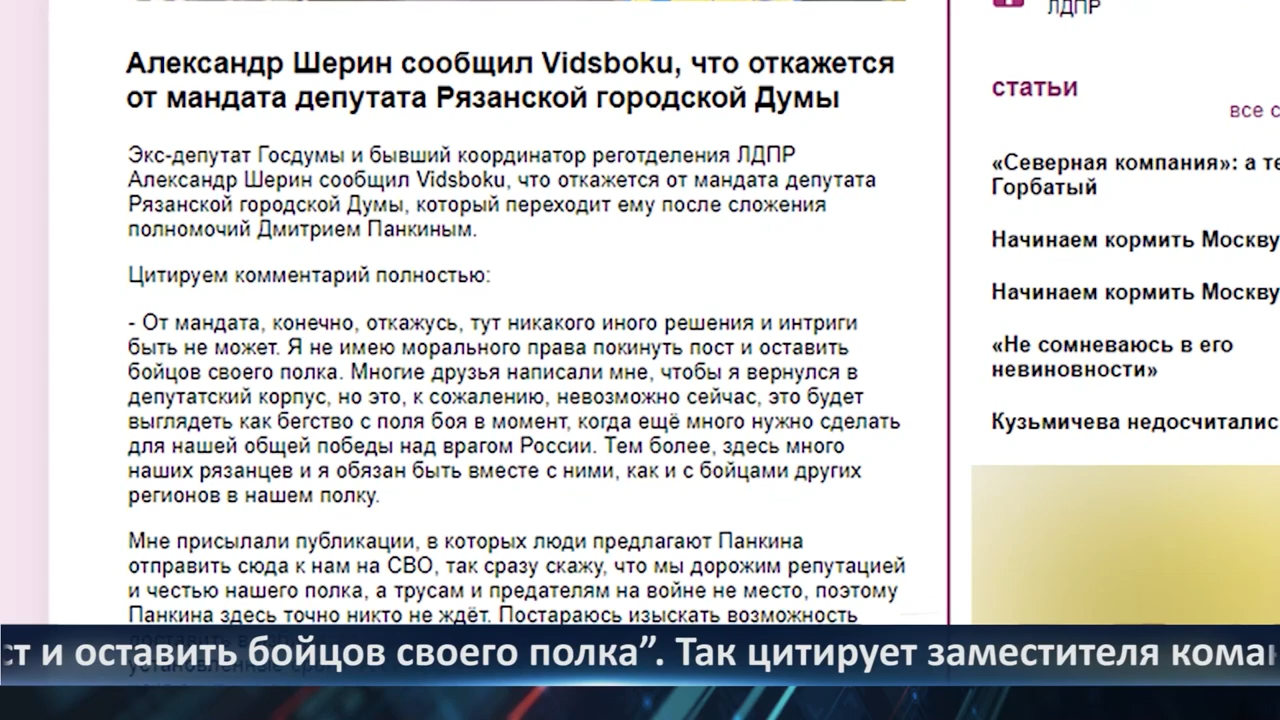 Александр Шерин сообщил Vidsboku, что откажется
от мандата депутата Рязанской городской Думы
Экс-депутат Госдумы и бывший координатор реготделения ЛДПР
Александр Шерин сообщил Vidsboku, что откажется от мандата депутата
Рязанской городской Думы, который переходит ему после сложения
полномочий Дмитрием Панкиным.
Цитируем комментарий полностью:
- От мандата, конечно, откажусь, тут никакого иного решения и интриги
быть не может. Я не имею морального права покинуть пост и оставить
бойцов своего полка. Многие друзья написали мне, чтобы я вернулся в
депутатский корпус, но это, к сожалению, невозможно сейчас, это будет
выглядеть как бегство с поля боя в момент, когда ещё много нужно сделать
для нашей общей победы над врагом России. Тем более, здесь много
наших рязанцев и я обязан быть вместе с ними, как и с бойцами других
регионов в нашем полку.
Мне присылали публикации, в которых люди предлагают Панкина
отправить сюда к нам на СВО, так сразу скажу, что мы дорожим репутацией
и честью нашего полка, а трусам и предателям на войне не место, поэтому
Панкина здесь точно никто не ждёт. Постараюсь изыскать возможность
ЛДПР
статьи
все с
«Северная компания»: а те
Горбатый
Начинаем кормить Москву
Начинаем кормить Москву
«Не сомневаюсь в его
невиновности»
Кузьмичева недосчиталис
ст и оставить бойцов своего полка”. Так цитирует заместителя кома